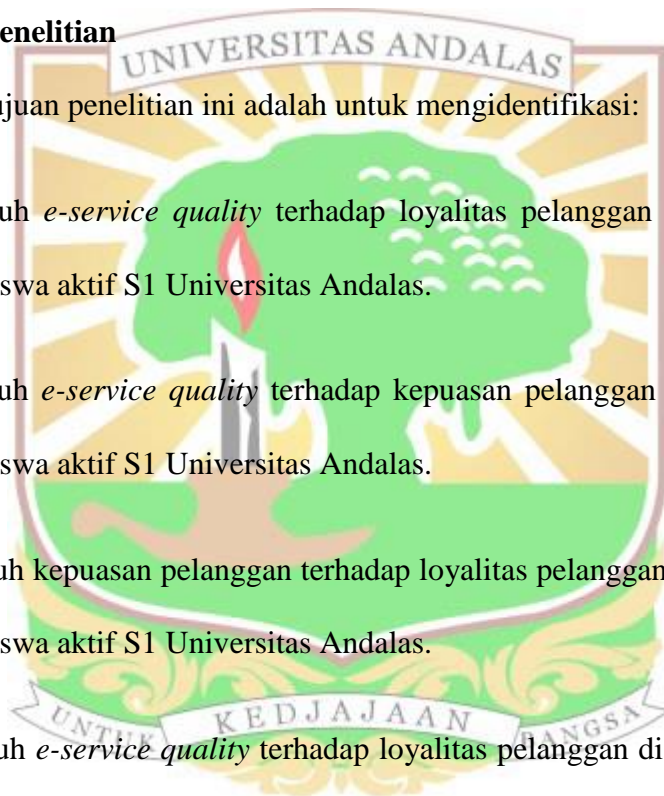 enelitian
UNIVERSITAS ANDALAS
ujuan penelitian ini adalah untuk mengidentifikasi:
uh e-service quality terhadap loyalitas pelanggan
swa aktif S1 Universitas Andalas.
uh e-service quality terhadap kepuasan pelanggan
swa aktif S1 Universitas Andalas.
uh kepuasan pelanggan terhadap loyalitas pelanggan
swa aktif S1 Universitas Andalas.
UNTUK KEDJAJAAN BANGSA
uh e-service quality terhadap loyalitas pelanggan di